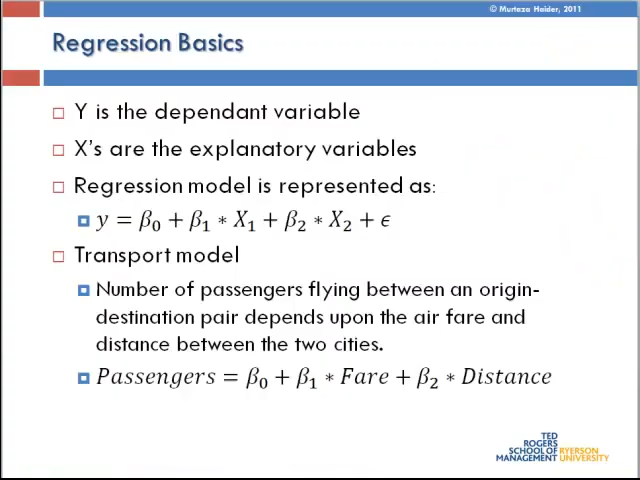 © Murtaza Haider, 2011
Regression Basics
Y is the dependant variable
X's are the explanatory variables
Regression model is represented as:
y = β₀ + β₁ ∗ X₁ + β₂ ∗ X₂ + ϵ
Transport model
Number of passengers flying between an origin-
destination pair depends upon the air fare and
distance between the two cities.
Passengers = β₀ + β₁ ∗ Fare + β₂ ∗ Distance
TED
ROGERS
SCHOOL OF RYERSON
MANAGEMENT UNIVERSITY